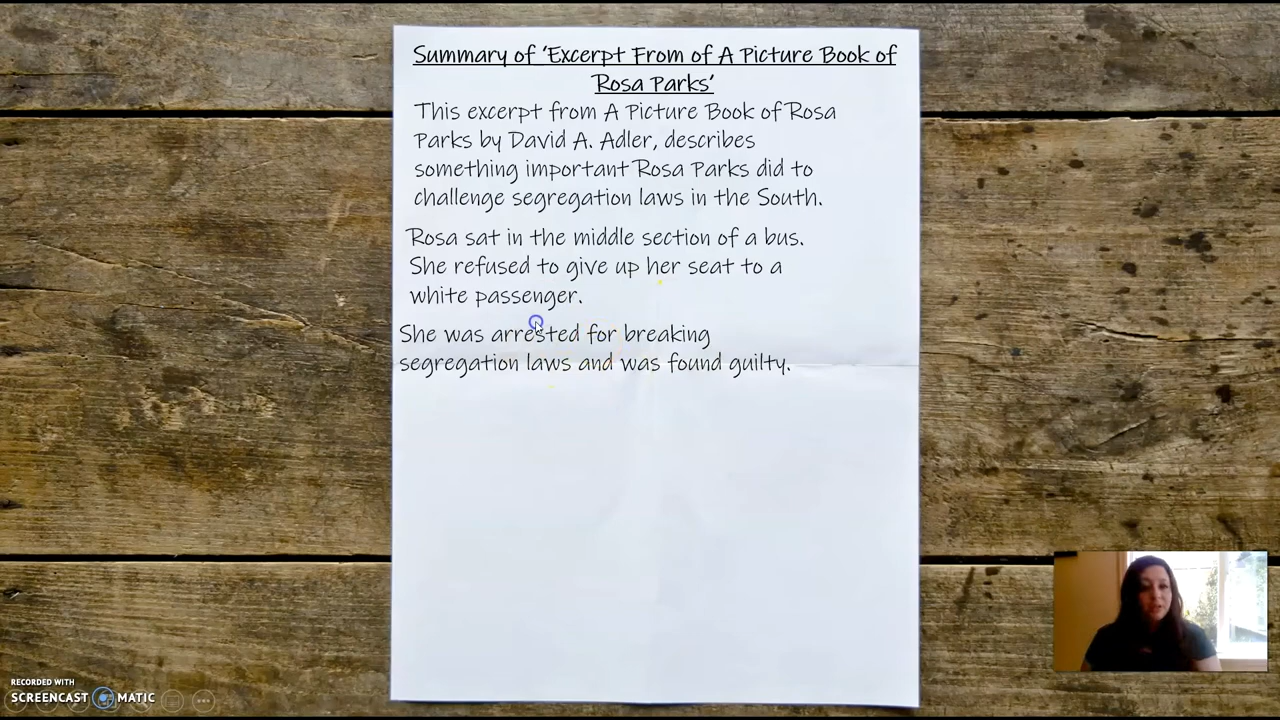 Summary of 'Excerpt From of A Picture Book of
Rosa Parks'
This excerpt from A Picture Book of Rosa
Parks by David A. Adler, describes
something important Rosa Parks did to
challenge segregation laws in the South.
Rosa sat in the middle section of a bus.
She refused to give up her seat to a
white passenger.
She was arrested for breaking
segregation laws and was found guilty.
RECORDED WITH
SCREENCAST MATIC